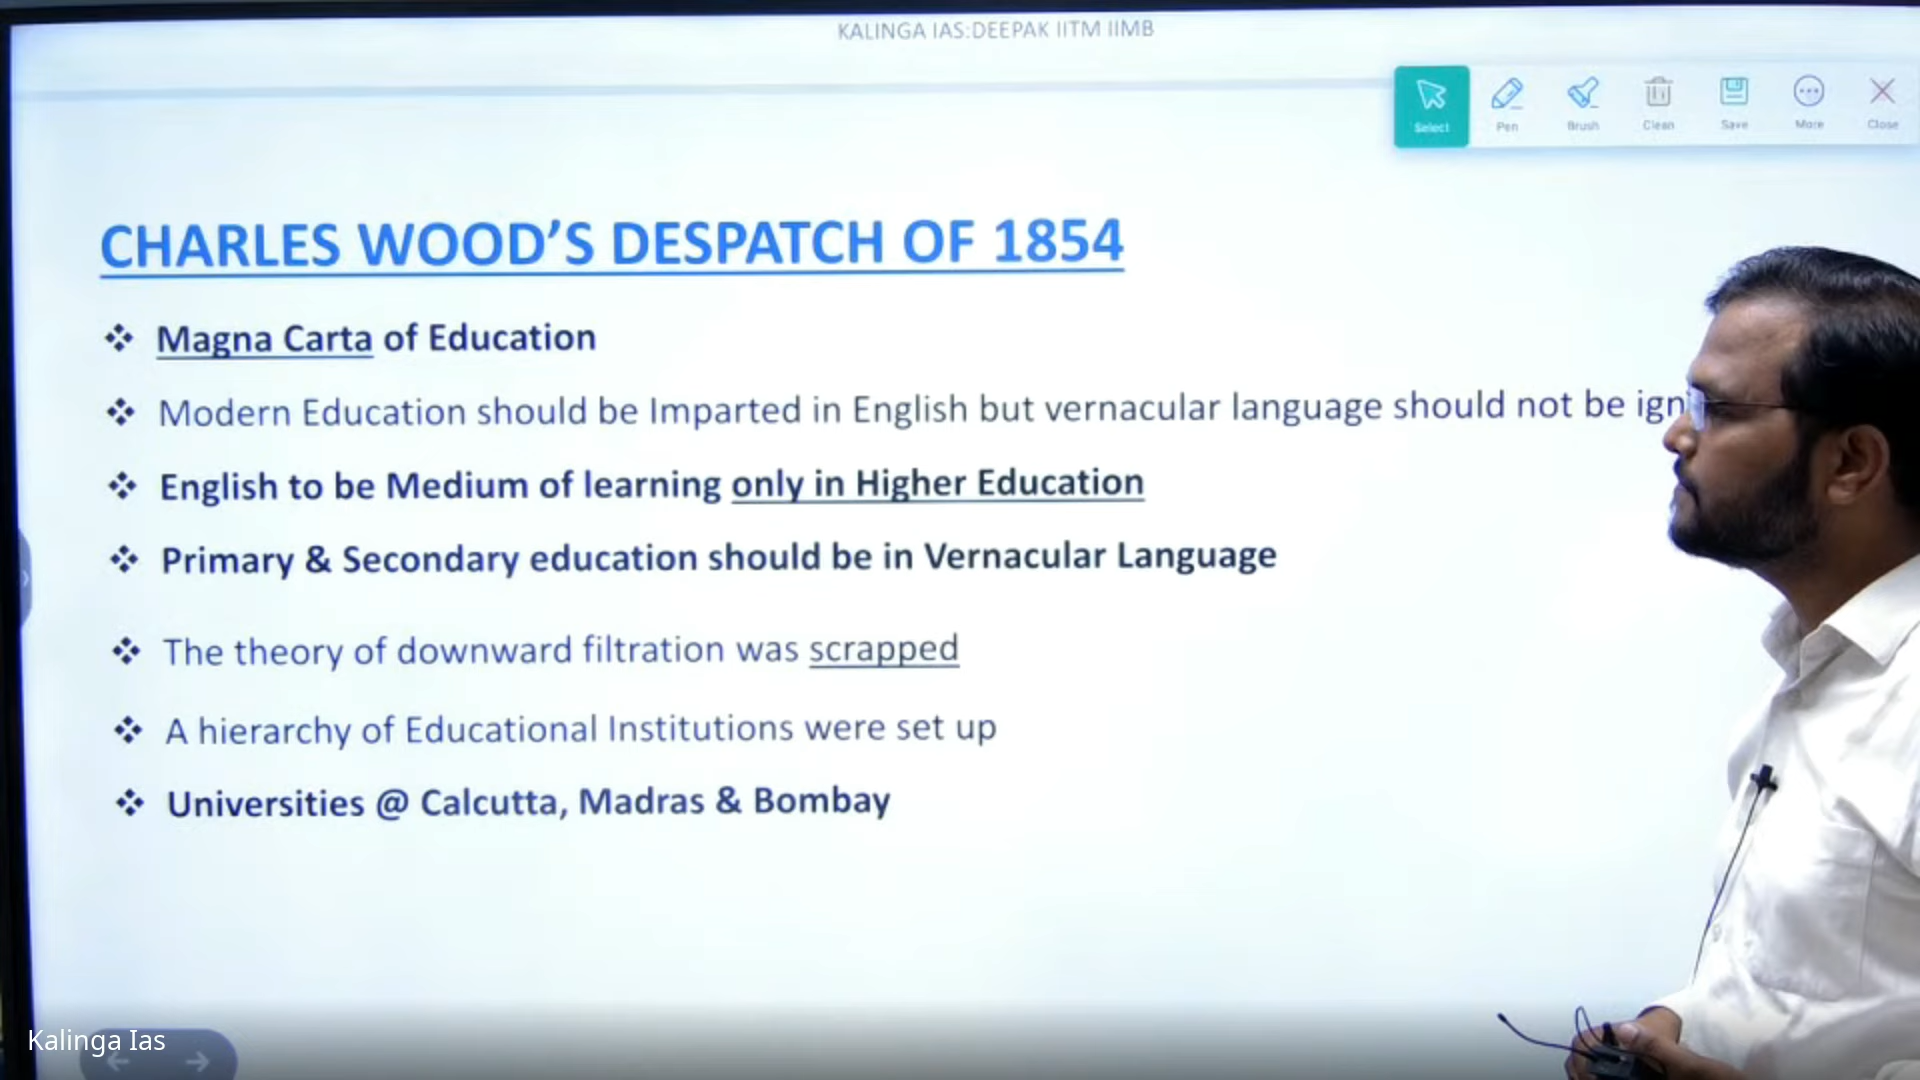 KALINGA IAS:DEEPAK IITM IIMB
Select Pen Brush Clean Save More Close
CHARLES WOOD'S DESPATCH OF 1854
❖ Magna Carta of Education
❖ Modern Education should be Imparted in English but vernacular language should not be
❖ English to be Medium of learning only in Higher Education
❖ Primary & Secondary education should be in Vernacular Language
❖ The theory of downward filtration was scrapped
❖ A hierarchy of Educational Institutions were set up
❖ Universities @ Calcutta, Madras & Bombay
Kalinga Ias